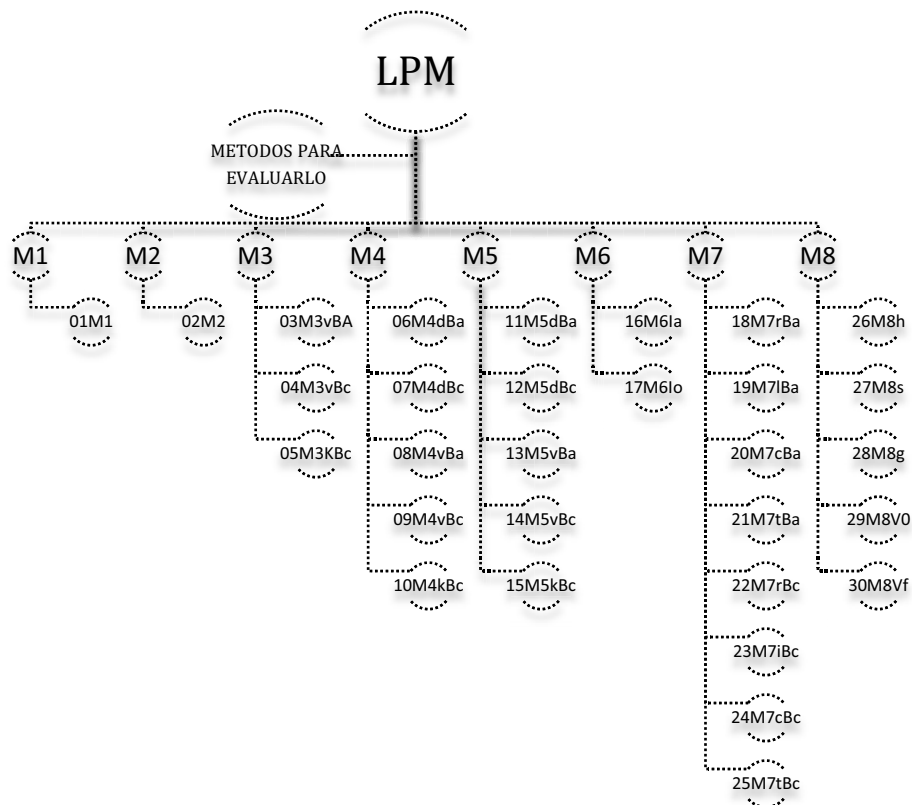 LPM
METODOS PARA
EVALUARLO
M1
M2
M3
M4
M5
M6
M7
M8
01M1
02M2
03M3vBA
04M3vBc
05M3KBc
06M4dBa
07M4dBc
08M4vBa
09M4vBc
10M4kBc
11M5dBa
12M5dBc
13M5vBa
14M5vBc
15M5kBc
16M6Ia
17M6Io
18M7rBa
19M7lBa
20M7cBa
21M7tBa
22M7rBc
23M7iBc
24M7cBc
25M7tBc
26M8h
27M8s
28M8g
29M8V0
30M8Vf